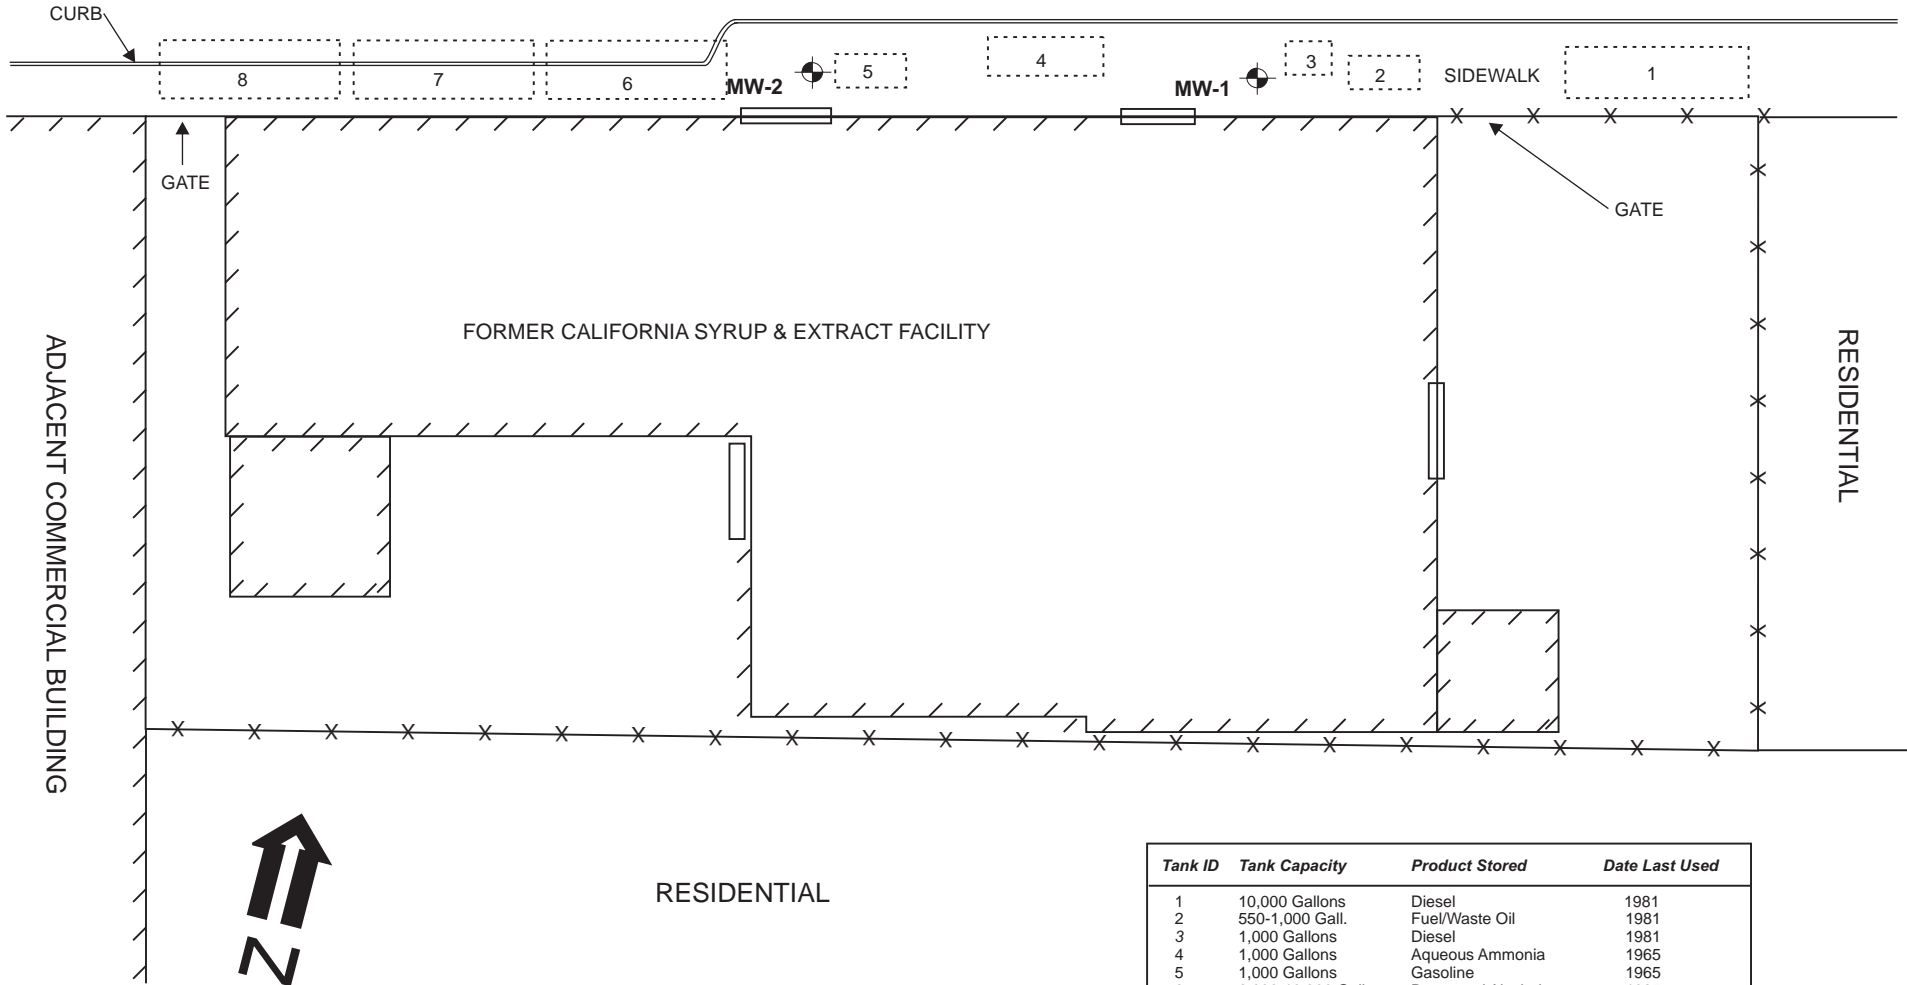 CURB
8
7
6
MW-2
5
4
MW-1
3
2
SIDEWALK
1
GATE
GATE
FORMER CALIFORNIA SYRUP & EXTRACT FACILITY
ADJACENT COMMERCIAL BUILDING
RESIDENTIAL
RESIDENTIAL
N
Tank ID Tank Capacity Product Stored Date Last Used
1 10,000 Gallons Diesel 1981
2 550-1,000 Gall. Fuel/Waste Oil 1981
3 1,000 Gallons Diesel 1981
4 1,000 Gallons Aqueous Ammonia 1965
5 1,000 Gallons Gasoline 1965